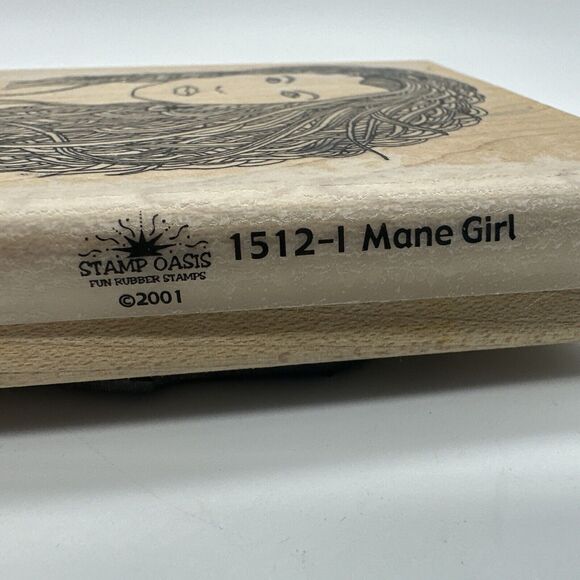 STAMP OASIS
FUN RUBBER STAMPS
©2001
1512-I Mane Girl